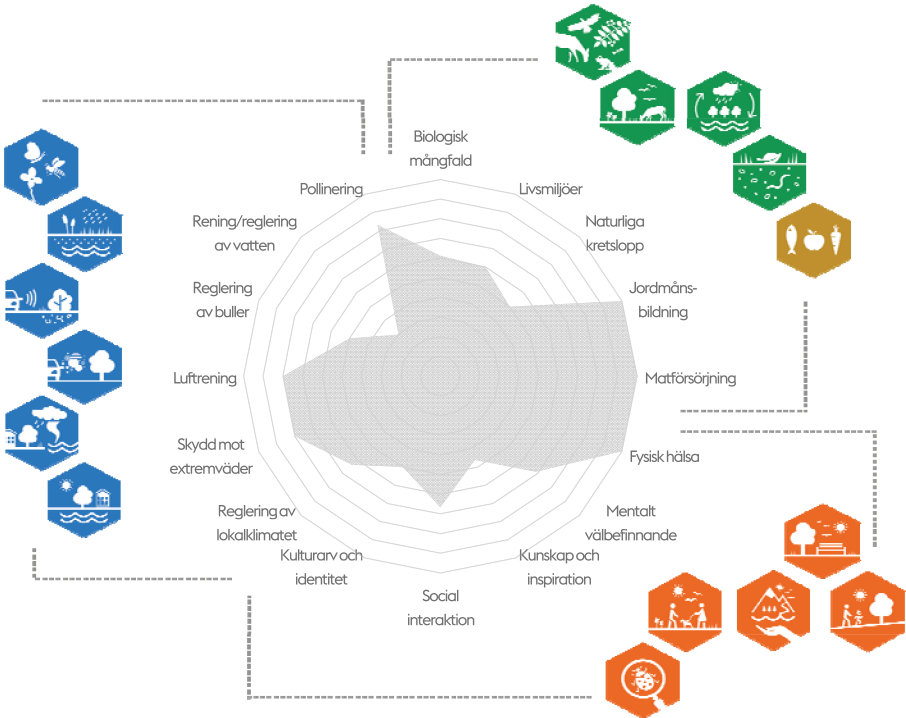 Biologisk
mångfald
Livsmiljöer
Naturliga
kretslopp
Jordmåns-
bildning
Matförsörjning
Fysisk hälsa
Mentalt
välbefinnande
Kunskap och
inspiration
Social
interaktion
Kulturarv och
identitet
Reglering av
lokalklimatet
Skydd mot
extremväder
Luftrening
Reglering
av buller
Rening/reglering
av vatten
Pollinering